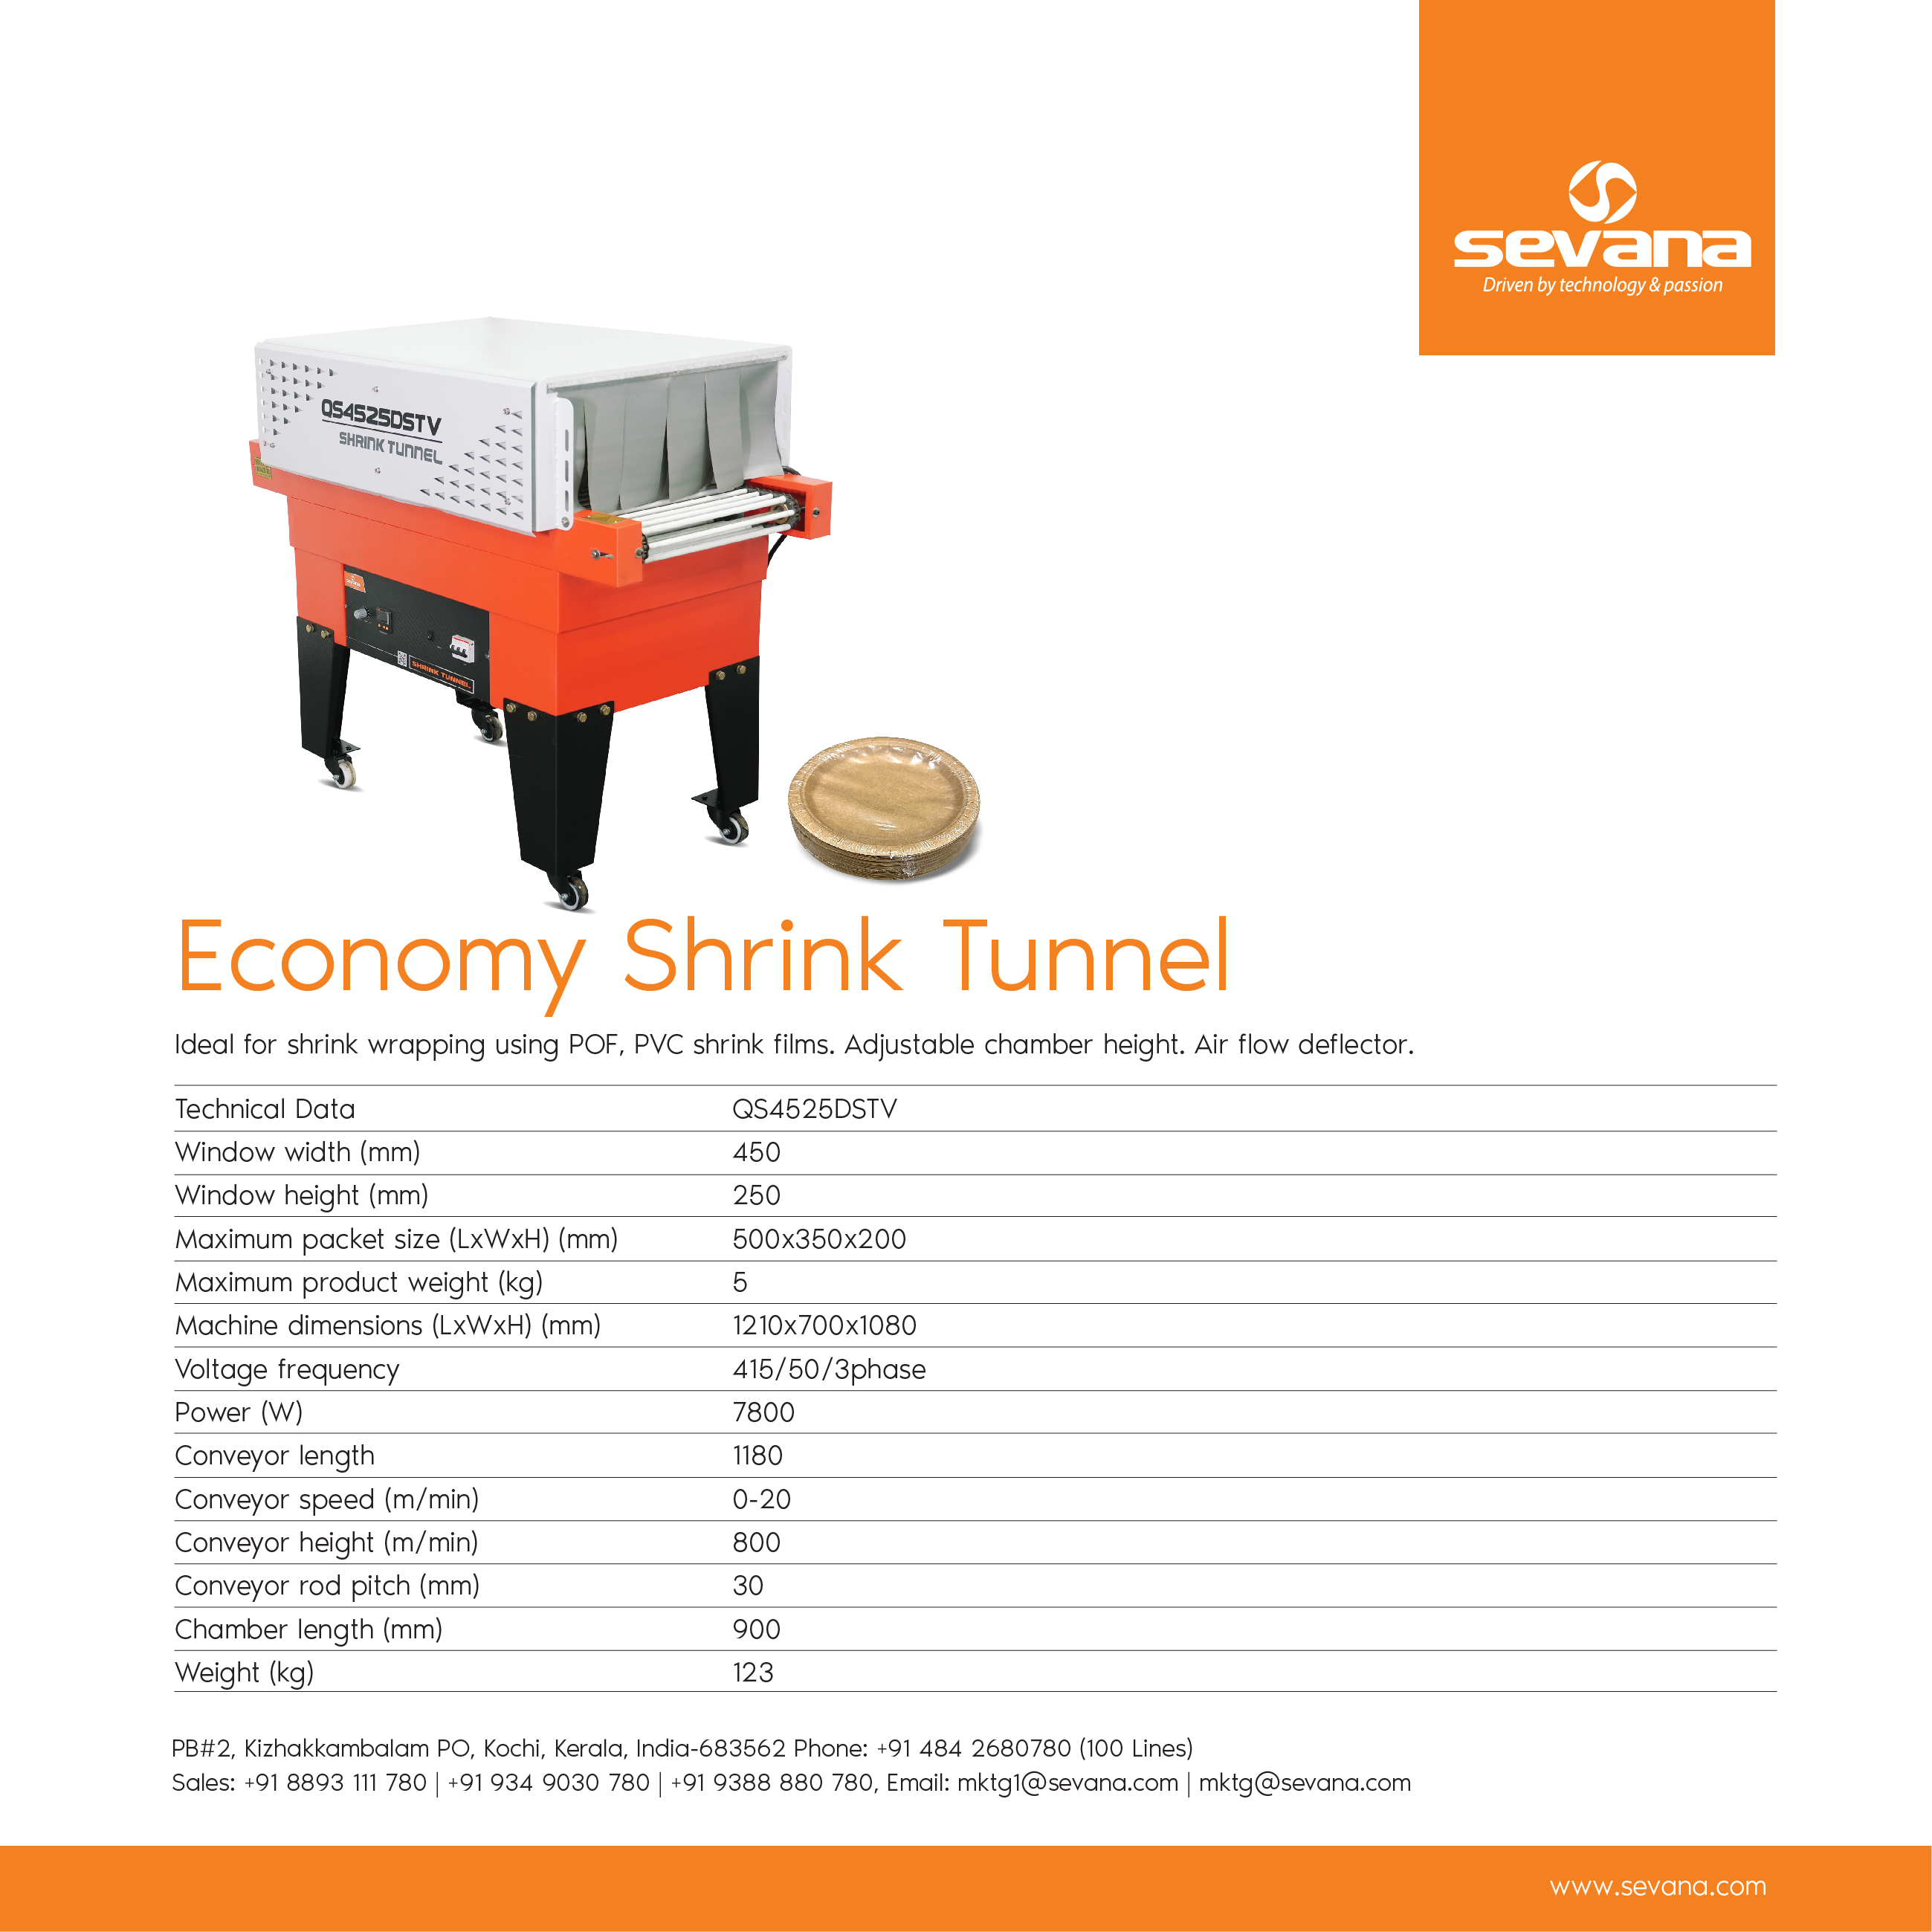 sevana
Driven by technology & passion
QS4525DSTV
SHRINK TUNNEL
SHRINK TUNNEL
Economy Shrink Tunnel
Ideal for shrink wrapping using POF, PVC shrink films. Adjustable chamber height. Air flow deflector.
Technical Data QS4525DSTV
Window width (mm) 450
Window height (mm) 250
Maximum packet size (LxWxH) (mm) 500x350x200
Maximum product weight (kg) 5
Machine dimensions (LxWxH) (mm) 1210x700x1080
Voltage frequency 415/50/3phase
Power (W) 7800
Conveyor length 1180
Conveyor speed (m/min) 0-20
Conveyor height (m/min) 800
Conveyor rod pitch (mm) 30
Chamber length (mm) 900
Weight (kg) 123
PB#2, Kizhakkambalam PO, Kochi, Kerala, India-683562 Phone: +91 484 2680780 (100 Lines)
Sales: +91 8893 111 780 | +91 934 9030 780 | +91 9388 880 780, Email: mktg1@sevana.com | mktg@sevana.com
www.sevana.com